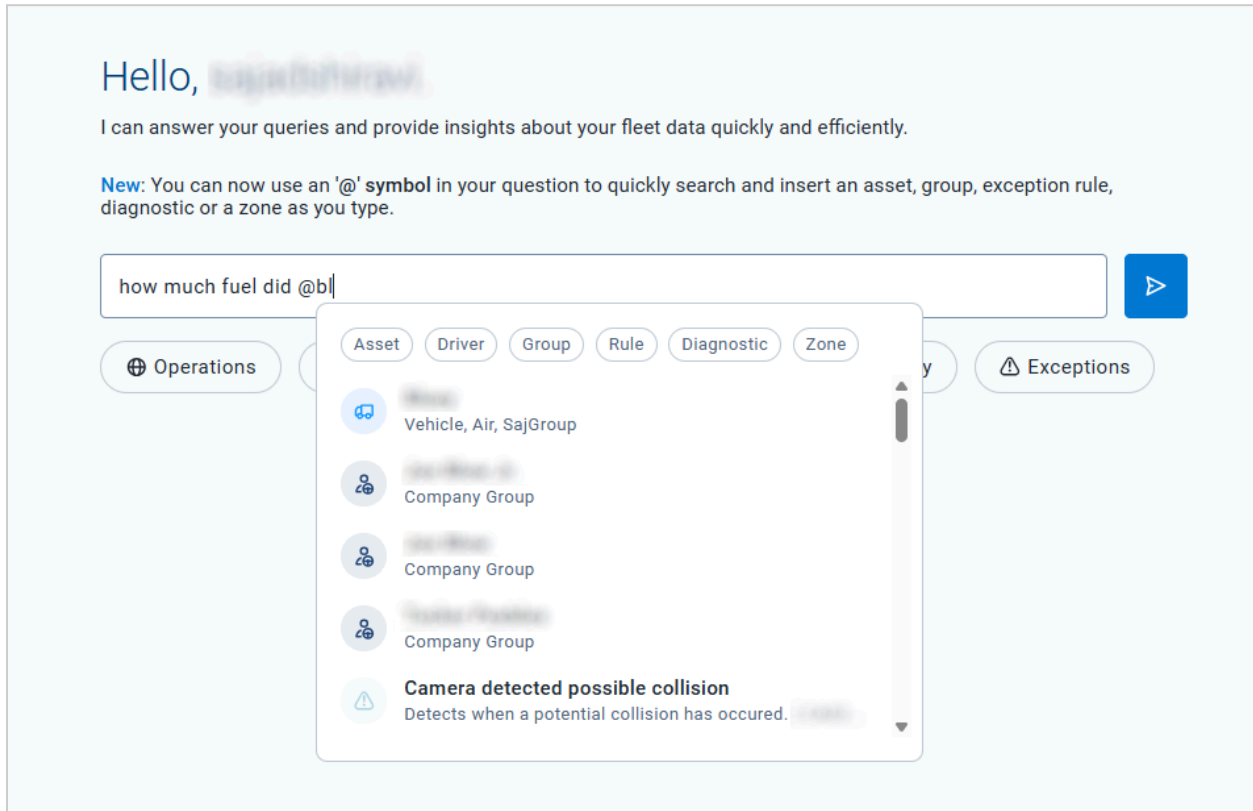 Hello,
I can answer your queries and provide insights about your fleet data quickly and efficiently.
New: You can now use an '@' symbol in your question to quickly search and insert an asset, group, exception rule,
diagnostic or a zone as you type.
how much fuel did @bl
Asset Driver Group Rule Diagnostic Zone
Operations y Exceptions
Vehicle, Air, SajGroup
Company Group
Company Group
Company Group
Camera detected possible collision
Detects when a potential collision has occured.